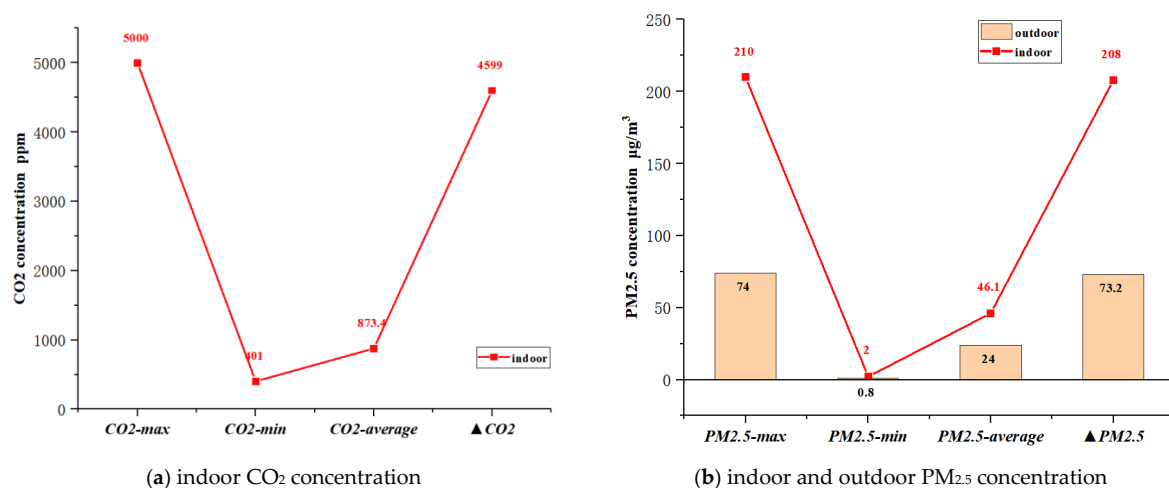 5000
4599
873.4
401
5000
4000
3000
2000
1000
0
CO2 concentration ppm
indoor
CO2-max
CO2-min
CO2-average
▲CO2
(a) indoor CO₂ concentration
outdoor
indoor
210
208
46.1
2
74
73.2
24
0.8
250
200
150
100
50
0
PM2.5 concentration μg/m³
PM2.5-max
PM2.5-min
PM2.5-average
▲PM2.5
(b) indoor and outdoor PM₂.₅ concentration